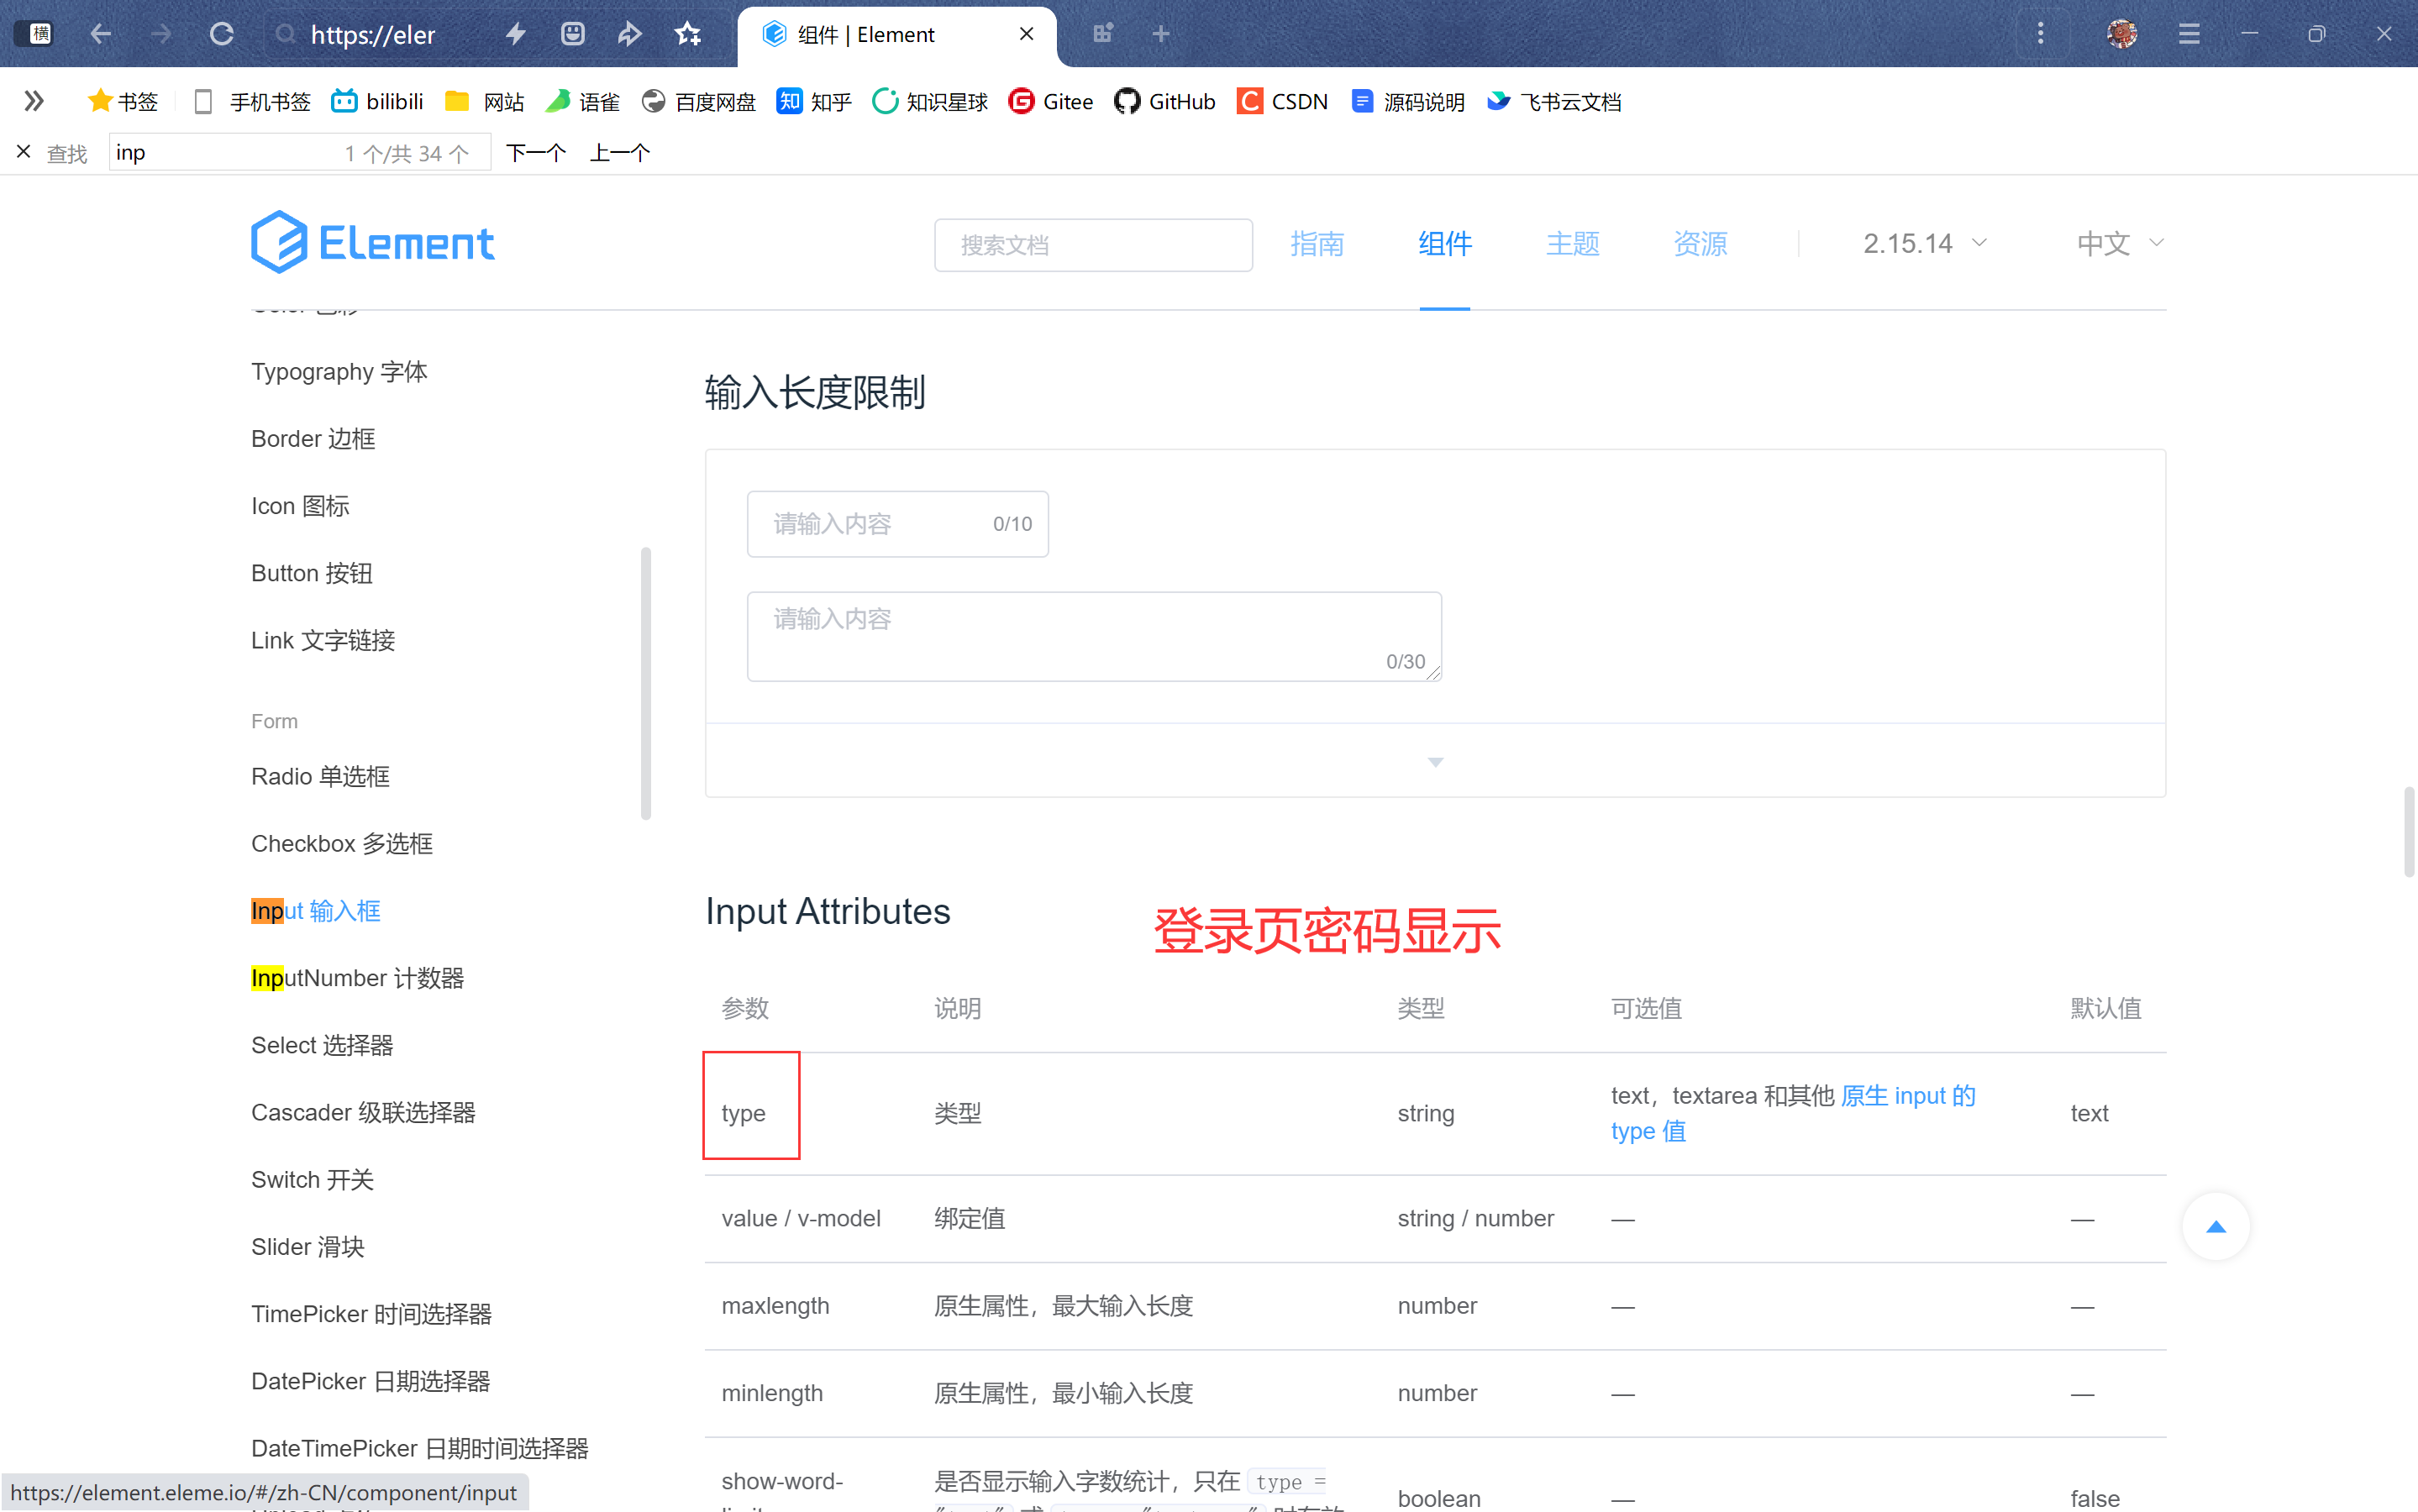 横
https://eler
组件 | Element
书签
手机书签
bilibili
网站
语雀
百度网盘
知 知乎
知识星球
Gitee
GitHub
CSDN
源码说明
飞书云文档
查找
inp
1 个/共 34 个
下一个
上一个
Element
搜索文档
指南
组件
主题
资源
2.15.14
中文
Typography 字体
Border 边框
Icon 图标
Button 按钮
Link 文字链接
Form
Radio 单选框
Checkbox 多选框
Input 输入框
InputNumber 计数器
Select 选择器
Cascader 级联选择器
Switch 开关
Slider 滑块
TimePicker 时间选择器
DatePicker 日期选择器
DateTimePicker 日期时间选择器
https://element.eleme.io/#/zh-CN/component/input
输入长度限制
请输入内容 0/10
请输入内容
0/30
Input Attributes
登录页密码显示
参数 说明 类型 可选值 默认值
type 类型 string text，textarea 和其他 原生 input 的 type 值 text
value / v-model 绑定值 string / number — —
maxlength 原生属性，最大输入长度 number — —
minlength 原生属性，最小输入长度 number — —
show-word- 是否显示输入字数统计，只在 type =
boolean — false